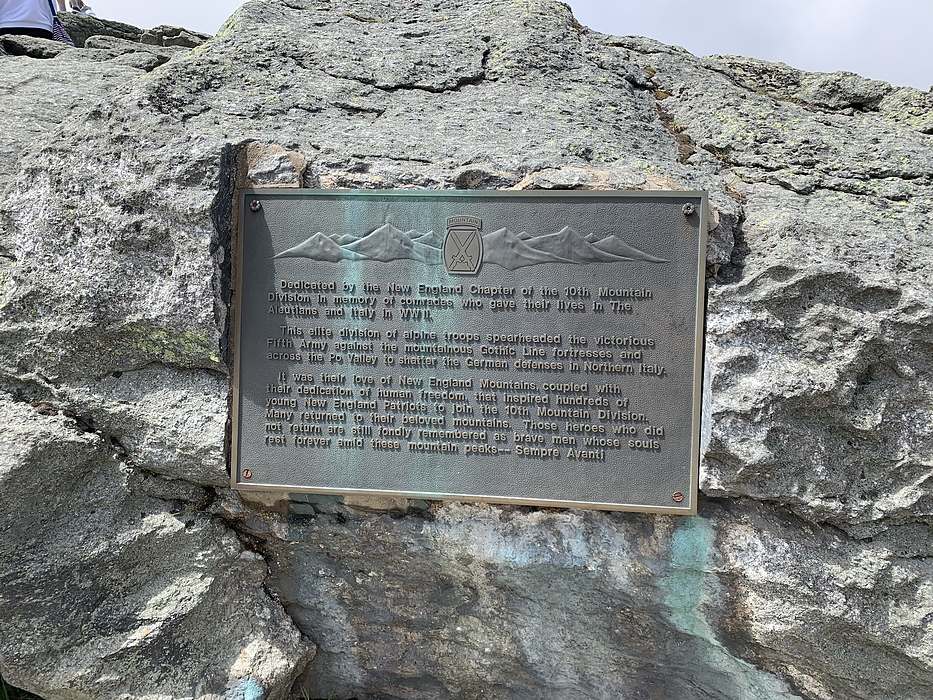 MOUNTAIN
Dedicated by the New England Chapter of the 10th Mountain
Division in memory of comrades who gave their lives in The
Aleutians and Italy in WW II.
This elite division of alpine troops spearheaded the victorious
Fifth Army against the mountainous Gothic Line fortresses and
across the Po Valley to shatter the German defenses in Northern Italy.
It was their love of New England Mountains, coupled with
their dedication of human freedom, that inspired hundreds of
young New England Patriots to join the 10th Mountain Division.
Many returned to their beloved mountains. Those heroes who did
not return are still fondly remembered as brave men whose souls
rest forever amid these mountain peaks-- Sempre Avanti